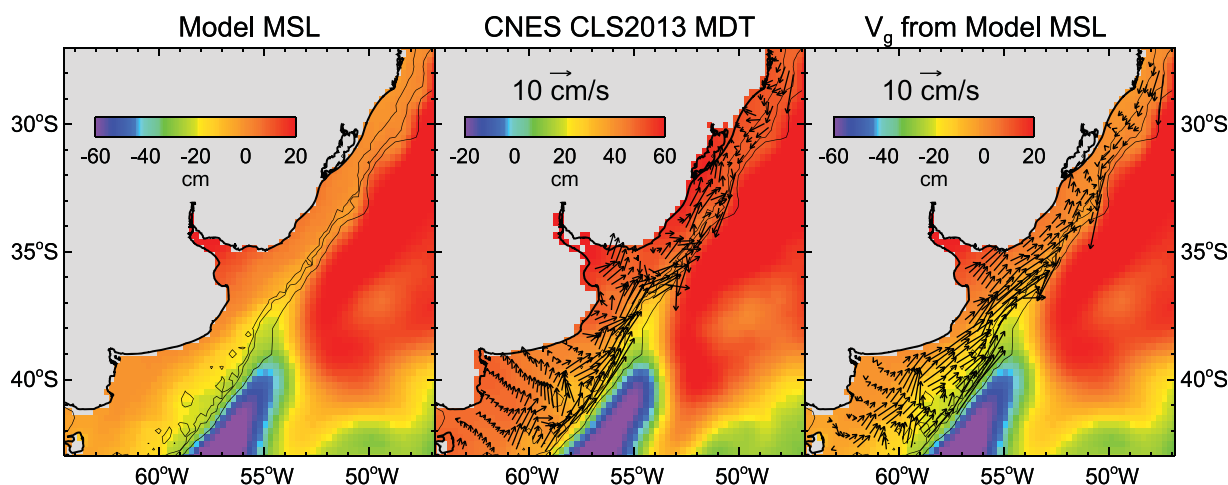 Model MSL
CNES CLS2013 MDT
Vg from Model MSL
10 cm/s
10 cm/s
-60 -40 -20 0 20
cm
-20 0 20 40 60
cm
-60 -40 -20 0 20
cm
30°S
35°S
40°S
30°S
35°S
40°S
60°W 55°W 50°W
60°W 55°W 50°W
60°W 55°W 50°W